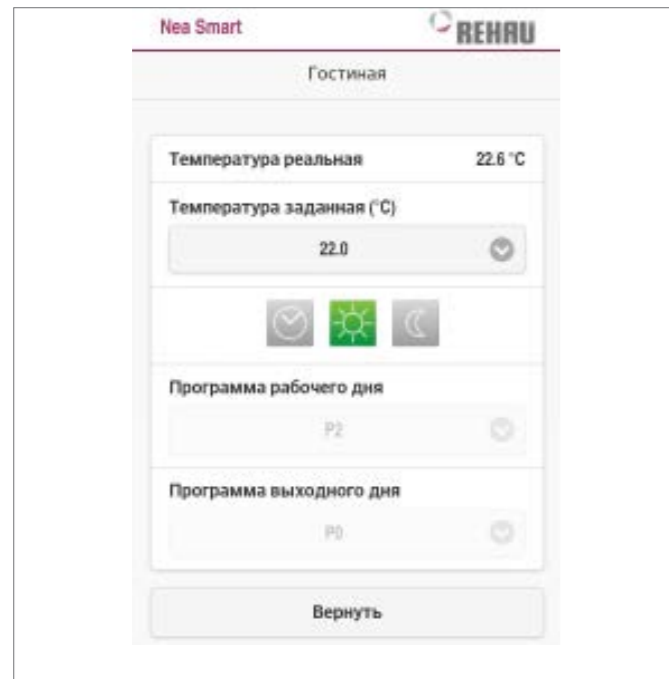 Nea Smart REHAU
Гостиная
Температура реальная 22.6 °C
Температура заданная (°C)
22.0
Программа рабочего дня
P2
Программа выходного дня
P0
Вернуть